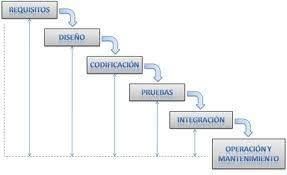 REQUISITOS
DISEÑO
CODIFICACIÓN
PRUEBAS
INTEGRACIÓN
OPERACIÓN Y
MANTENIMIENTO